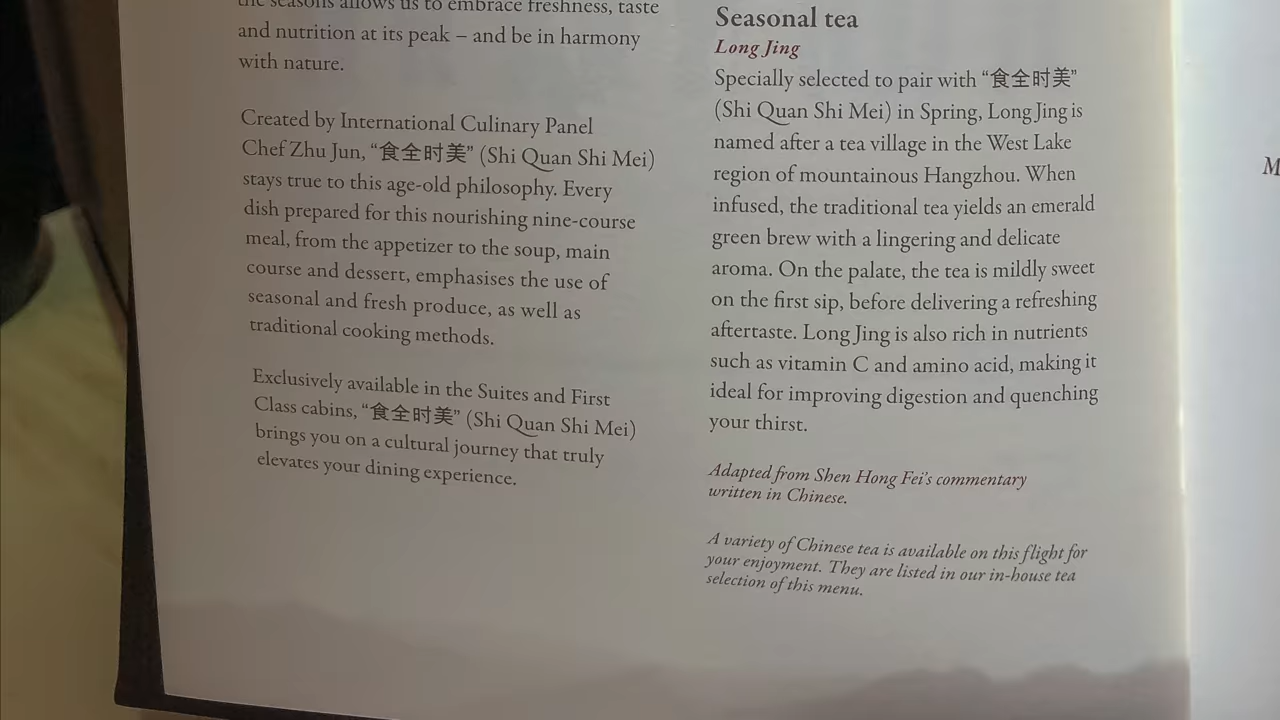 the seasons allows us to embrace freshness, taste
and nutrition at its peak – and be in harmony
with nature.
Created by International Culinary Panel
Chef Zhu Jun, “食全时美” (Shi Quan Shi Mei)
stays true to this age-old philosophy. Every
dish prepared for this nourishing nine-course
meal, from the appetizer to the soup, main
course and dessert, emphasises the use of
seasonal and fresh produce, as well as
traditional cooking methods.
Exclusively available in the Suites and First
Class cabins, “食全时美” (Shi Quan Shi Mei)
brings you on a cultural journey that truly
elevates your dining experience.
Seasonal tea
Long Jing
Specially selected to pair with “食全时美”
(Shi Quan Shi Mei) in Spring, Long Jing is
named after a tea village in the West Lake
region of mountainous Hangzhou. When
infused, the traditional tea yields an emerald
green brew with a lingering and delicate
aroma. On the palate, the tea is mildly sweet
on the first sip, before delivering a refreshing
aftertaste. Long Jing is also rich in nutrients
such as vitamin C and amino acid, making it
ideal for improving digestion and quenching
your thirst.
Adapted from Shen Hong Fei's commentary
written in Chinese.
A variety of Chinese tea is available on this flight for
your enjoyment. They are listed in our in-house tea
selection of this menu.